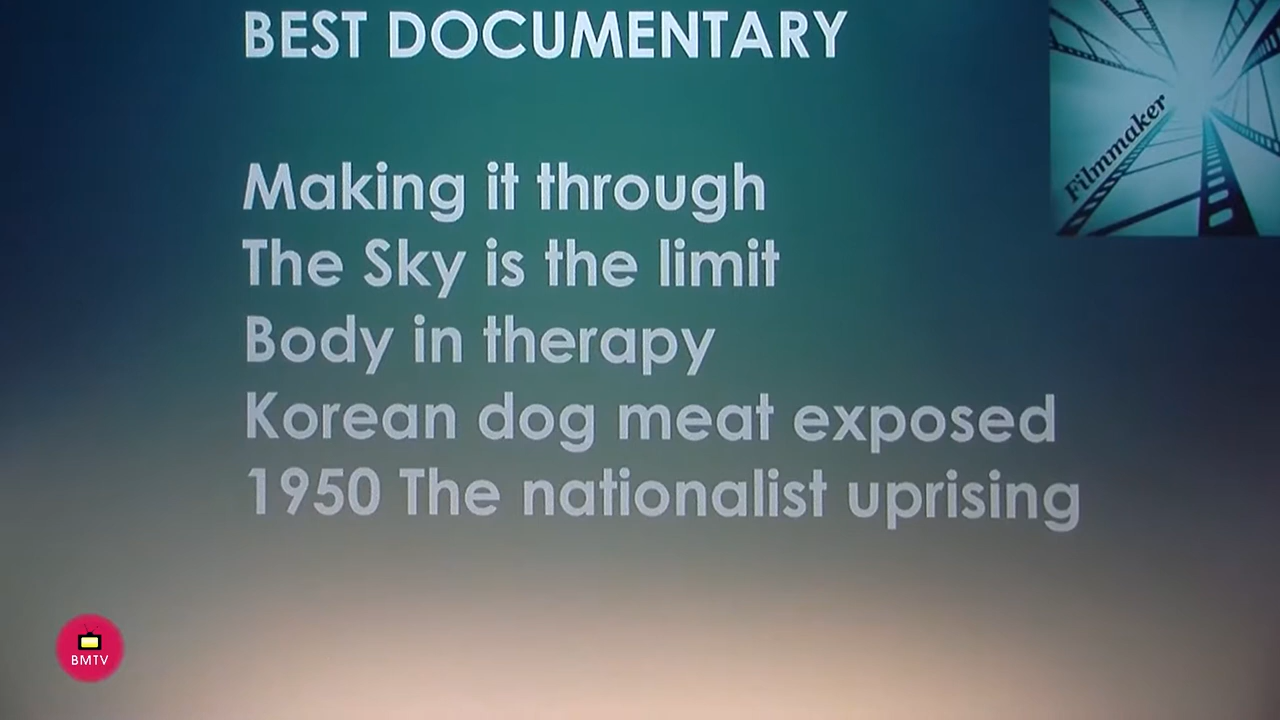 BEST DOCUMENTARY
Filmmaker
Making it through
The Sky is the limit
Body in therapy
Korean dog meat exposed
1950 The nationalist uprising
BMTV